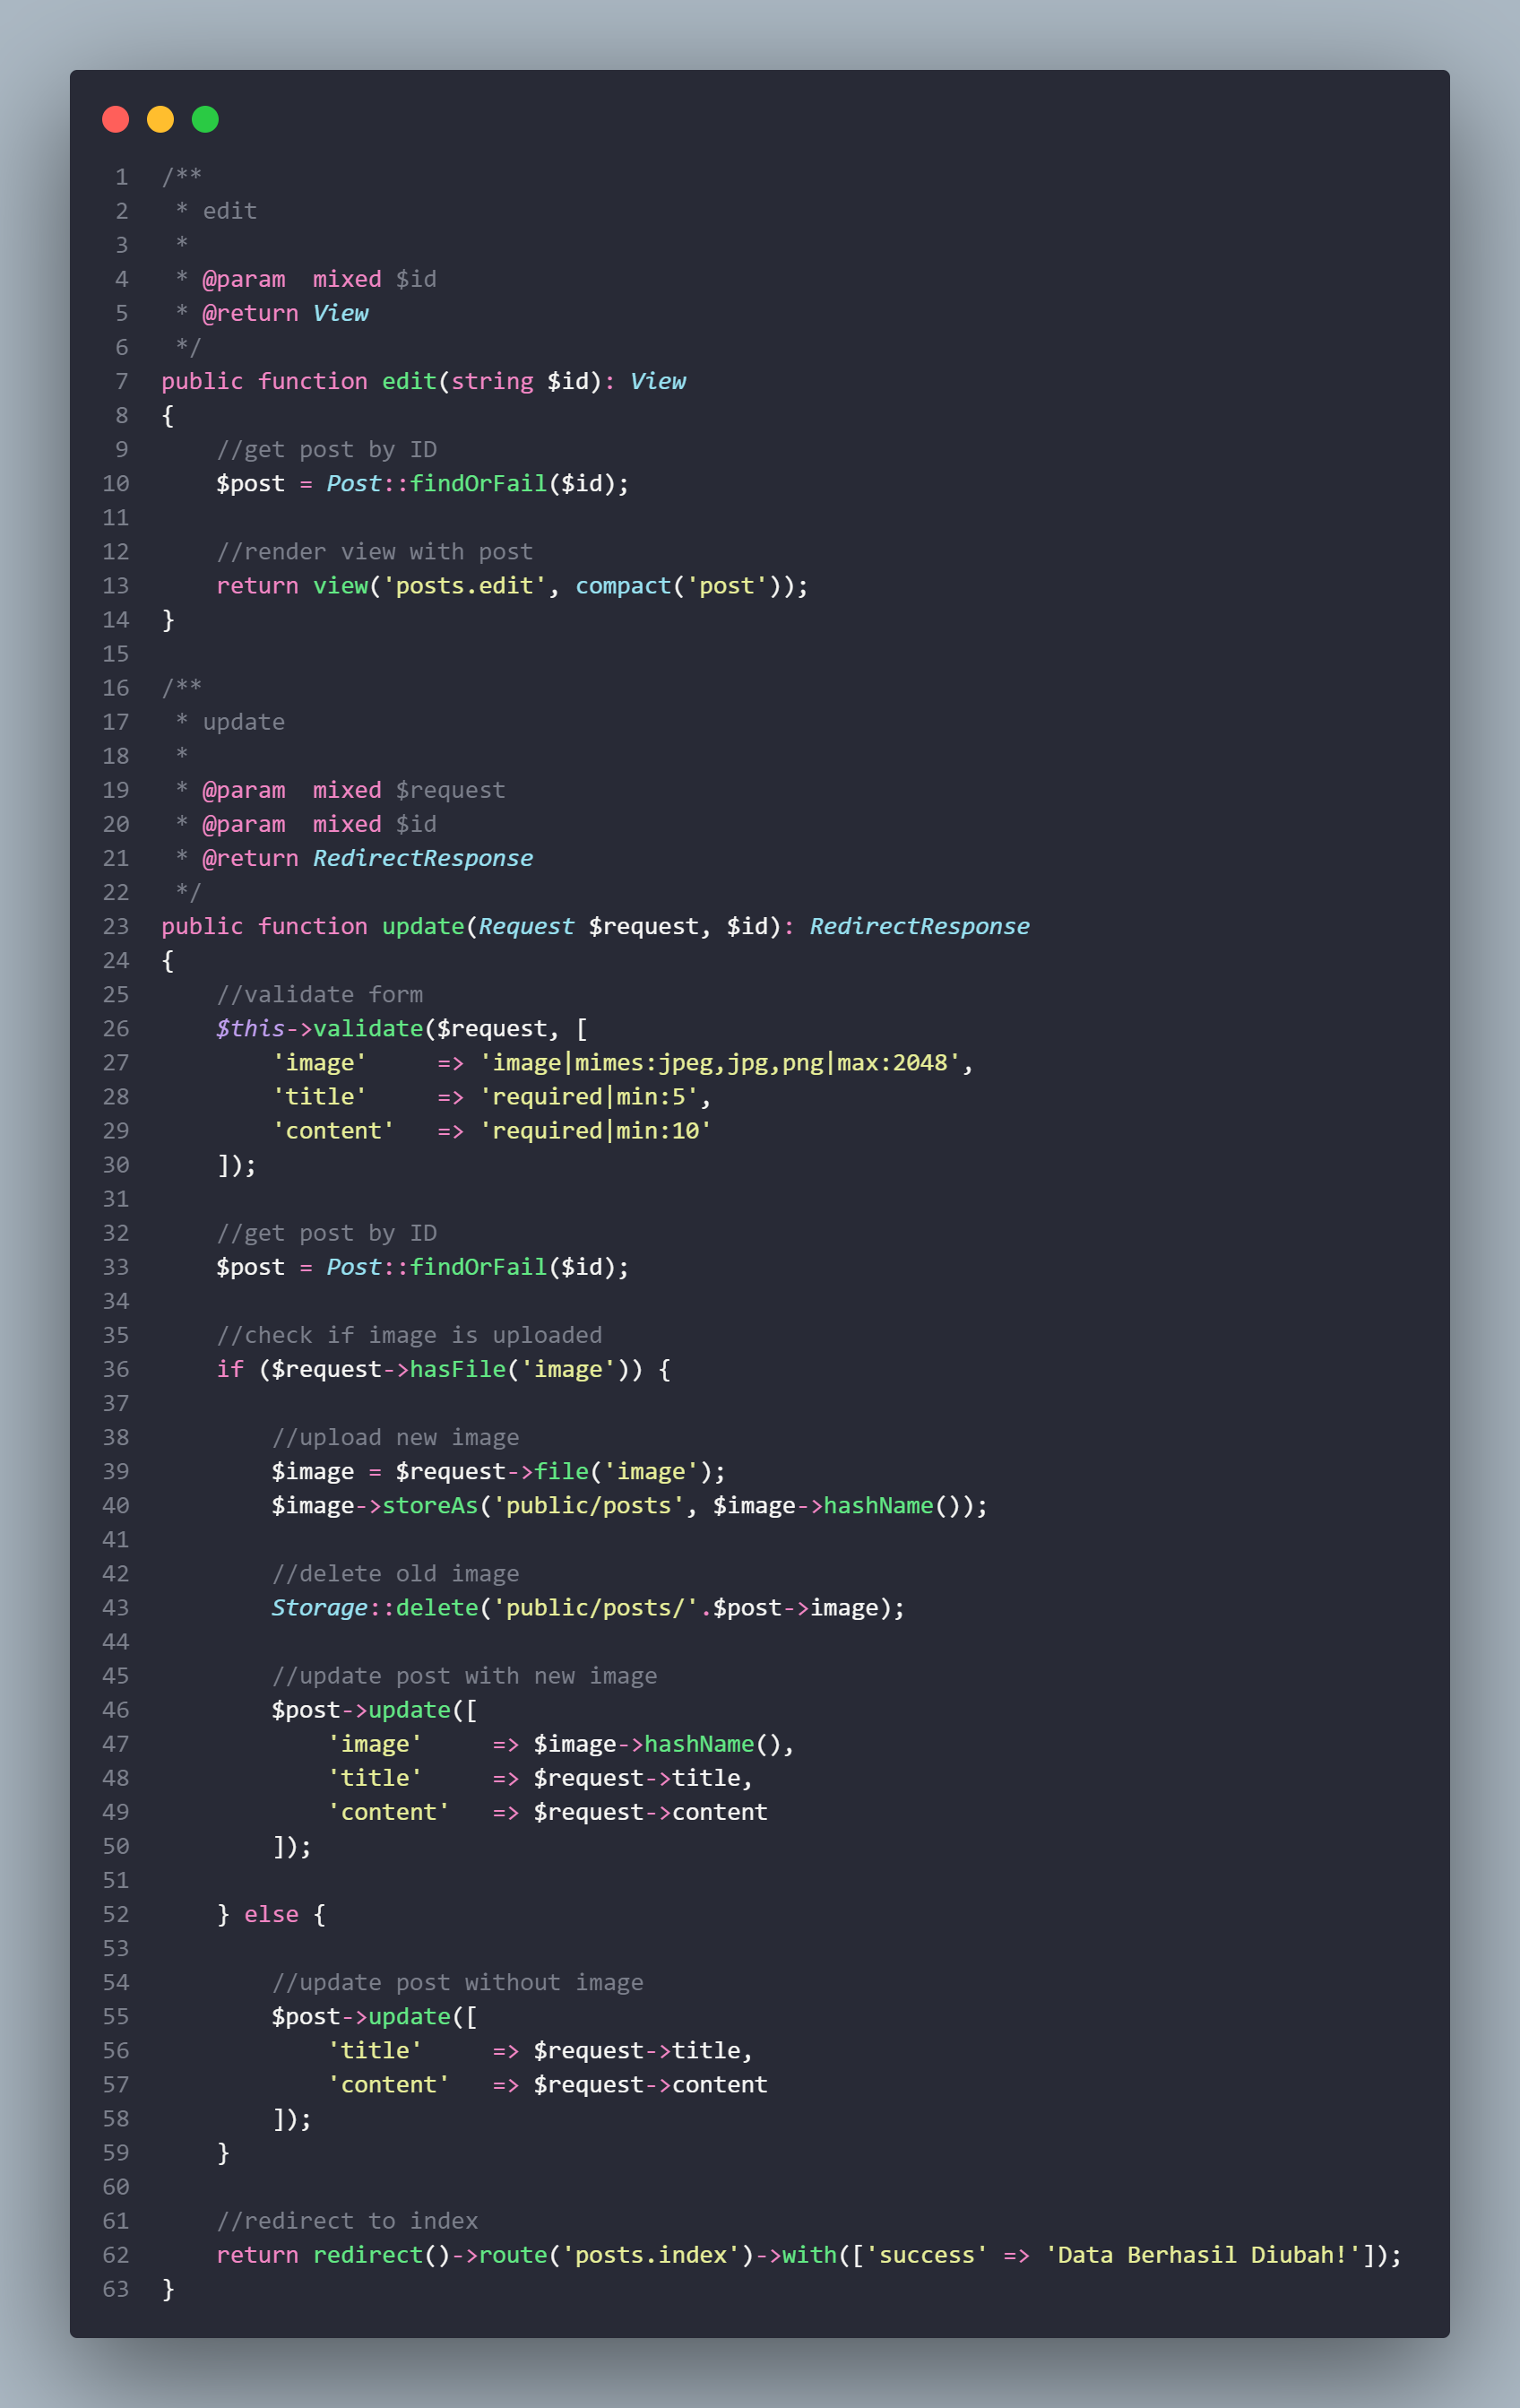 1 /**
2  * edit
3  *
4  * @param  mixed $id
5  * @return View
6  */
7 public function edit(string $id): View
8 {
9     //get post by ID
10     $post = Post::findOrFail($id);
11
12     //render view with post
13     return view('posts.edit', compact('post'));
14 }
15
16 /**
17  * update
18  *
19  * @param  mixed $request
20  * @param  mixed $id
21  * @return RedirectResponse
22  */
23 public function update(Request $request, $id): RedirectResponse
24 {
25     //validate form
26     $this->validate($request, [
27         'image'     => 'image|mimes:jpeg,jpg,png|max:2048',
28         'title'     => 'required|min:5',
29         'content'   => 'required|min:10'
30     ]);
31
32     //get post by ID
33     $post = Post::findOrFail($id);
34
35     //check if image is uploaded
36     if ($request->hasFile('image')) {
37
38         //upload new image
39         $image = $request->file('image');
40         $image->storeAs('public/posts', $image->hashName());
41
42         //delete old image
43         Storage::delete('public/posts/'.$post->image);
44
45         //update post with new image
46         $post->update([
47             'image'     => $image->hashName(),
48             'title'     => $request->title,
49             'content'   => $request->content
50         ]);
51
52     } else {
53
54         //update post without image
55         $post->update([
56             'title'     => $request->title,
57             'content'   => $request->content
58         ]);
59     }
60
61     //redirect to index
62     return redirect()->route('posts.index')->with(['success' => 'Data Berhasil Diubah!']);
63 }